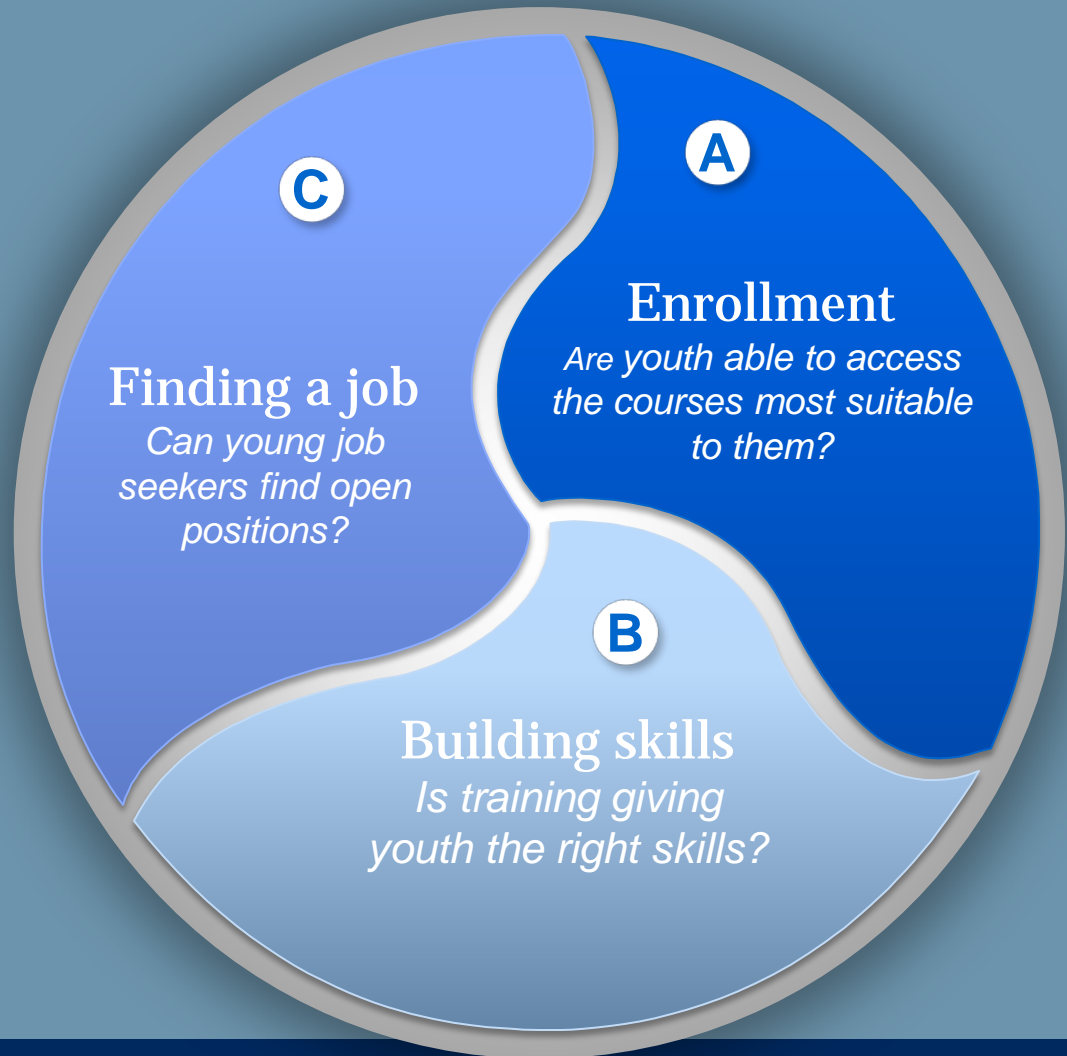 A
Enrollment
Are youth able to access
the courses most suitable
to them?
B
Building skills
Is training giving
youth the right skills?
C
Finding a job
Can young job
seekers find open
positions?